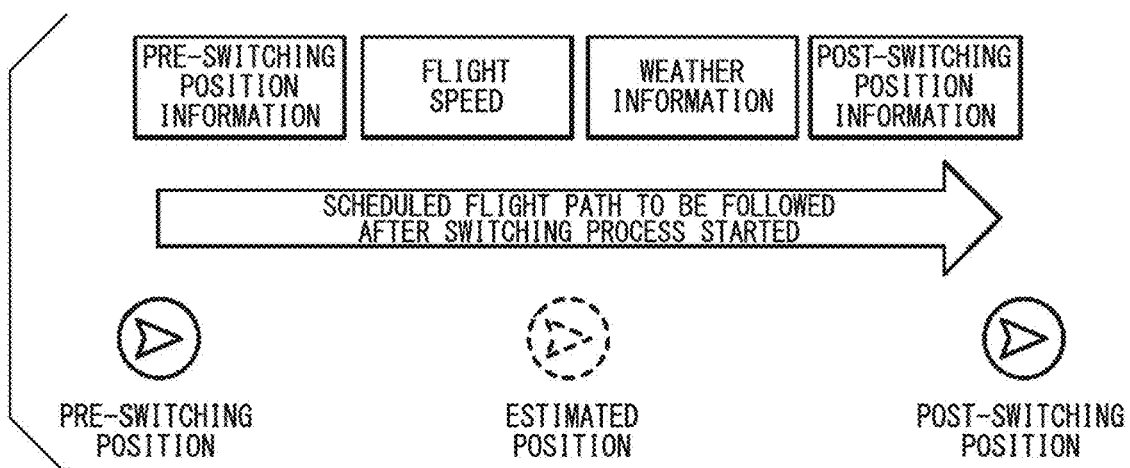 PRE-SWITCHING
POSITION
INFORMATION
FLIGHT
SPEED
WEATHER
INFORMATION
POST-SWITCHING
POSITION
INFORMATION
SCHEDULED FLIGHT PATH TO BE FOLLOWED
AFTER SWITCHING PROCESS STARTED
PRE-SWITCHING
POSITION
ESTIMATED
POSITION
POST-SWITCHING
POSITION